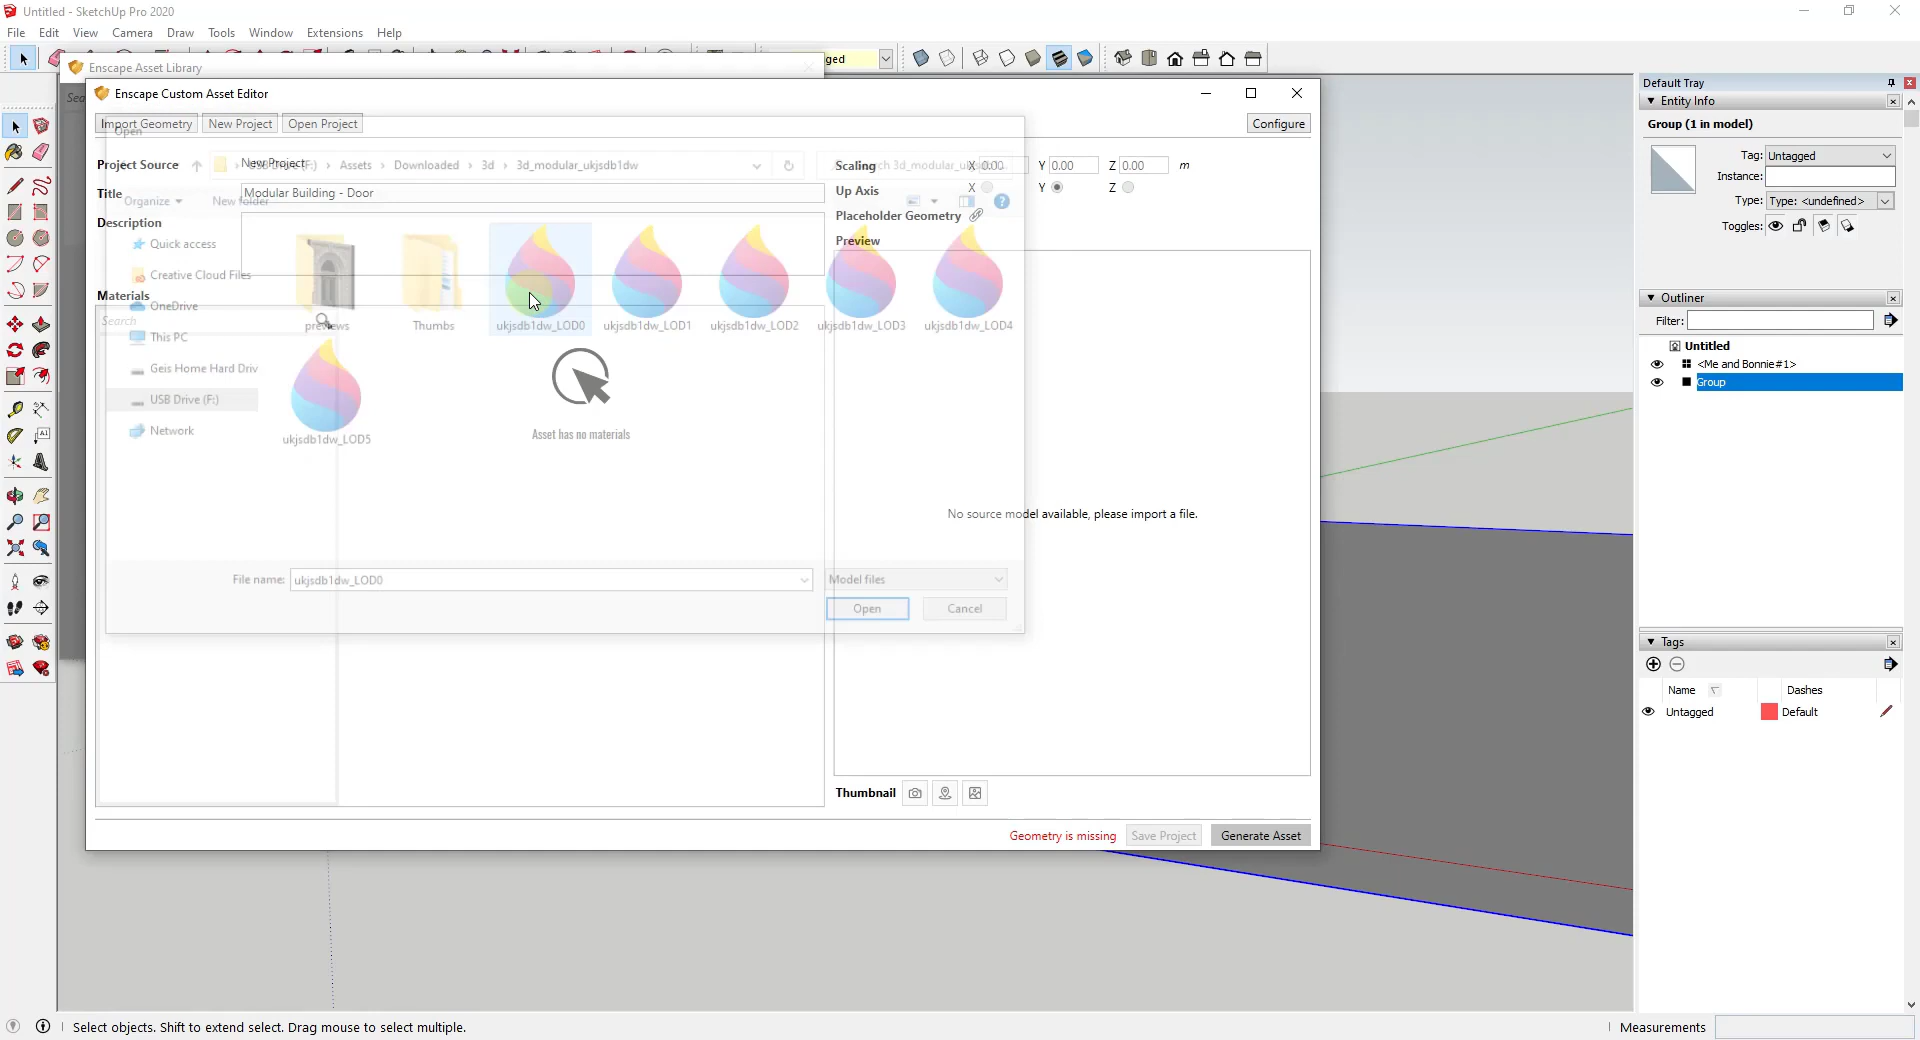 Untitled - SketchUp Pro 2020
File Edit View Camera Draw Tools Window Extensions Help
Enscape Asset Library
Enscape Custom Asset Editor
Import Geometry New Project Open Project Configure
Open
Project Source New Project
USB Drive (F:) › Assets › Downloaded › 3d › 3d_modular_ukjsdb1dw
Scaling X 0.00 Y 0.00 Z 0.00 m
Title Modular Building - Door
Up Axis X Y Z
Organize New folder
Placeholder Geometry
Description
Preview
Quick access
Creative Cloud Files
Materials
OneDrive
Search
This PC
Geis Home Hard Driv
USB Drive (F:)
Network
previews Thumbs ukjsdb1dw_LOD0 ukjsdb1dw_LOD1 ukjsdb1dw_LOD2 ukjsdb1dw_LOD3 ukjsdb1dw_LOD4
ukjsdb1dw_LOD5
Asset has no materials
No source model available, please import a file.
File name: ukjsdb1dw_LOD0 Model files
Open Cancel
Thumbnail
Geometry is missing Save Project Generate Asset
Default Tray
Entity Info
Group (1 in model)
Tag: Untagged
Instance:
Type: Type: <undefined>
Toggles:
Outliner
Filter:
Untitled
<Me and Bonnie#1>
Group
Tags
Name Dashes
Untagged Default
Select objects. Shift to extend select. Drag mouse to select multiple.
Measurements